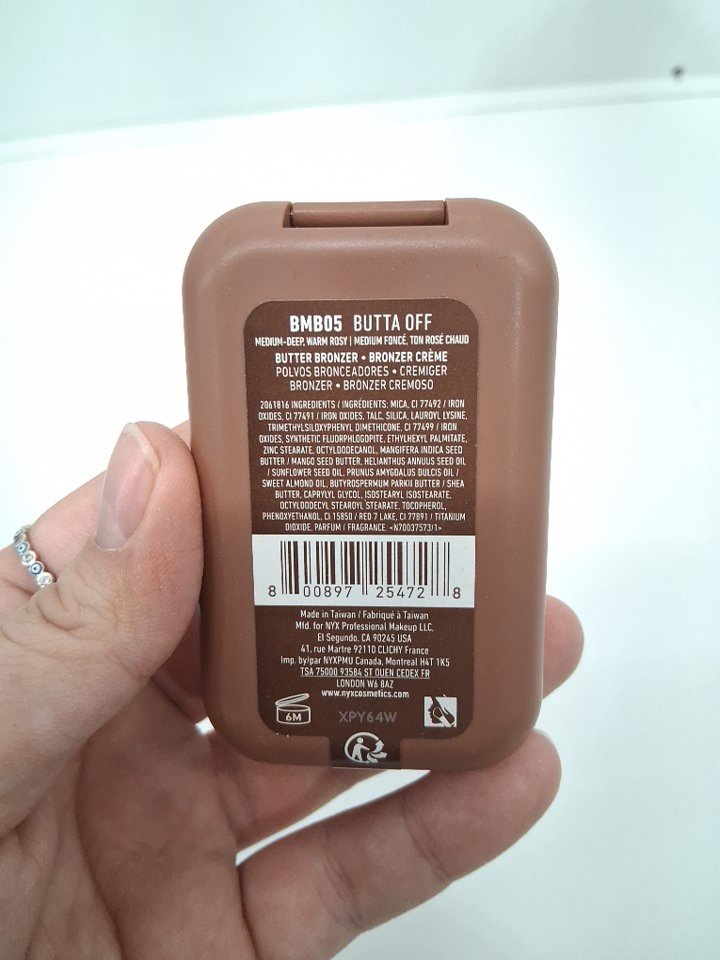 BMB05 BUTTA OFF
MEDIUM-DEEP, WARM ROSY | MEDIUM FONCÉ, TON ROSÉ CHAUD
BUTTER BRONZER • BRONZER CRÈME
POLVOS BRONCEADORES • CREMIGER
BRONZER • BRONZER CREMOSO
2061816 INGREDIENTS / INGRÉDIENTS: MICA, CI 77492 / IRON
OXIDES, CI 77491 / IRON OXIDES, TALC, SILICA, LAUROYL LYSINE,
TRIMETHYLSILOXYPHENYL DIMETHICONE, CI 77499 / IRON
OXIDES, SYNTHETIC FLUORPHLOGOPITE, ETHYLHEXYL PALMITATE,
ZINC STEARATE, OCTYLDODECANOL, MANGIFERA INDICA SEED
BUTTER / MANGO SEED BUTTER, HELIANTHUS ANNUUS SEED OIL
/ SUNFLOWER SEED OIL, PRUNUS AMYGDALUS DULCIS OIL /
SWEET ALMOND OIL, BUTYROSPERMUM PARKII BUTTER / SHEA
BUTTER, CAPRYLYL GLYCOL, ISOSTEARYL ISOSTEARATE,
OCTYLDODECYL STEAROYL STEARATE, TOCOPHEROL,
PHENOXYETHANOL, CI 15850 / RED 7 LAKE, CI 77891 / TITANIUM
DIOXIDE, PARFUM / FRAGRANCE. <N70037573/1>
8 00897 25472 8
Made in Taiwan / Fabriqué à Taiwan
Mfd. for NYX Professional Makeup LLC,
El Segundo, CA 90245 USA
41, rue Martre 92110 CLICHY France
Imp. by/par NYXPMU Canada, Montreal H4T 1K5
TSA 75000 93584 ST OUEN CEDEX FR
LONDON W6 8AZ
www.nyxcosmetics.com
6M
XPY64W